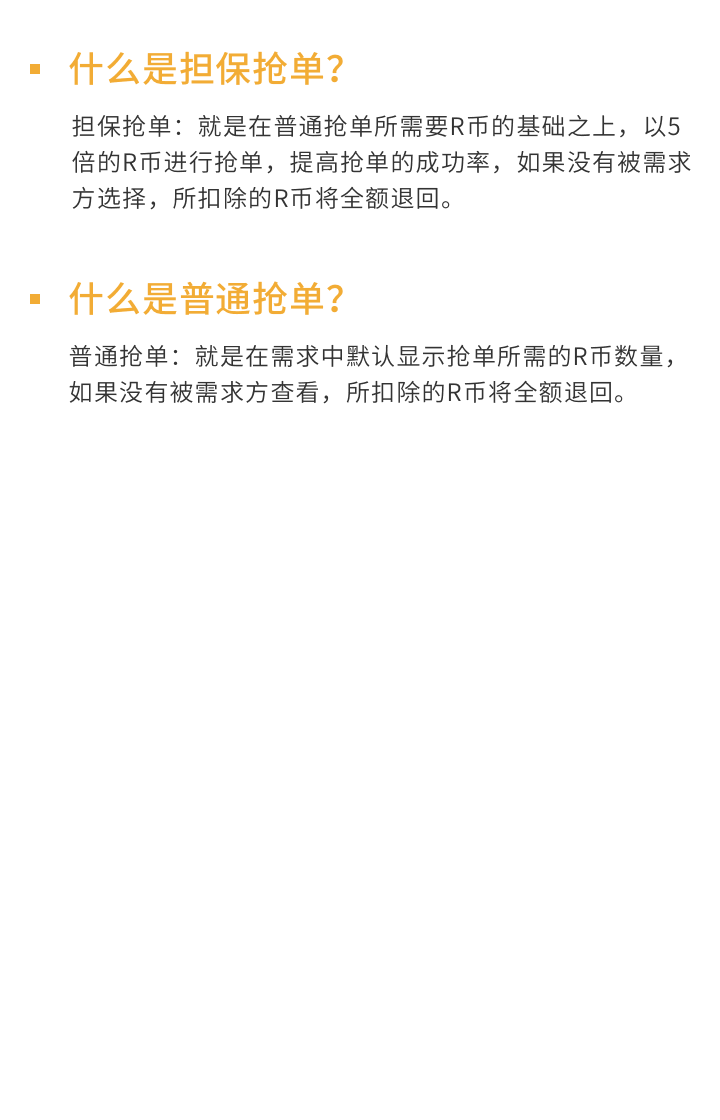 什么是担保抢单？
担保抢单：就是在普通抢单所需要R币的基础之上，以5
倍的R币进行抢单，提高抢单的成功率，如果没有被需求
方选择，所扣除的R币将全额退回。
什么是普通抢单？
普通抢单：就是在需求中默认显示抢单所需的R币数量，
如果没有被需求方查看，所扣除的R币将全额退回。